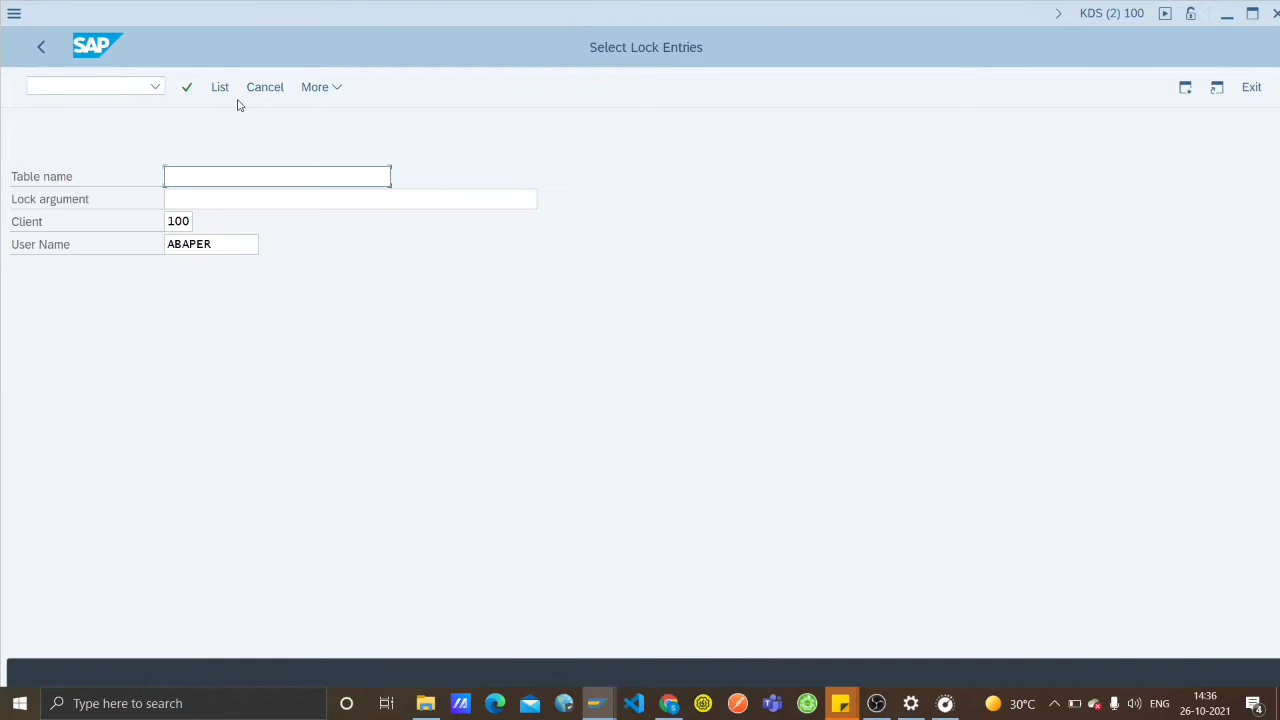 KDS (2) 100
SAP
Select Lock Entries
List Cancel More Exit
Table name
Lock argument
Client 100
User Name ABAPER
Type here to search
30°C ENG 14:36
26-10-2021 4